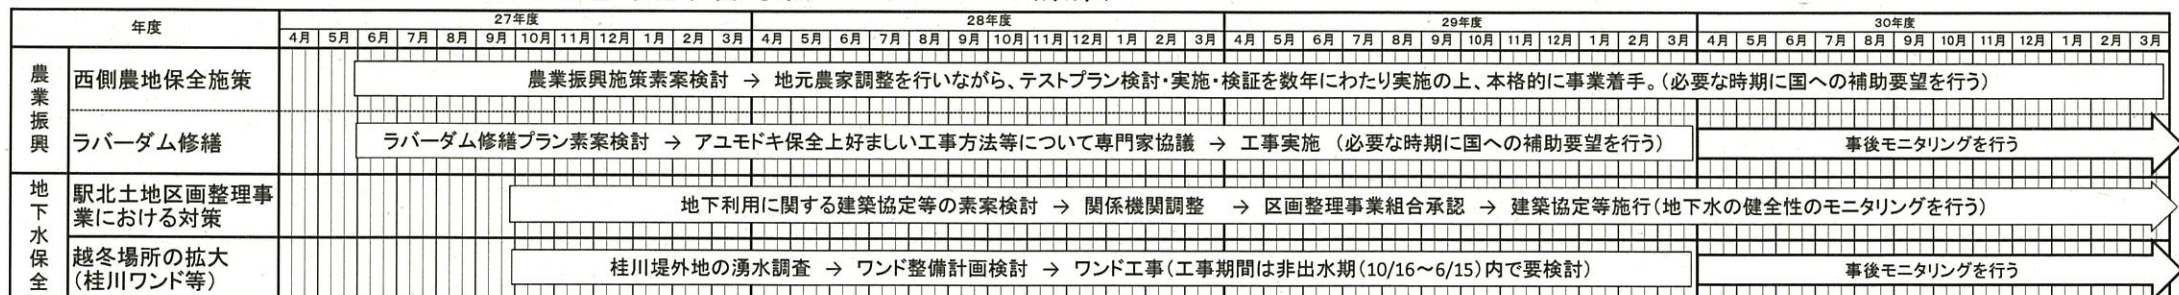 年度
27年度 28年度 29年度 30年度
4月 5月 6月 7月 8月 9月 10月 11月 12月 1月 2月 3月 4月 5月 6月 7月 8月 9月 10月 11月 12月 1月 2月 3月 4月 5月 6月 7月 8月 9月 10月 11月 12月 1月 2月 3月 4月 5月 6月 7月 8月 9月 10月 11月 12月 1月 2月 3月
農業振興
西側農地保全施策
農業振興施策素案検討 → 地元農家調整を行いながら、テストプラン検討・実施・検証を数年にわたり実施の上、本格的に事業着手。(必要な時期に国への補助要望を行う)
ラバーダム修繕
ラバーダム修繕プラン素案検討 → アユモドキ保全上好ましい工事方法等について専門家協議 → 工事実施 (必要な時期に国への補助要望を行う)
事後モニタリングを行う
地下水保全
駅北土地区画整理事
業における対策
地下利用に関する建築協定等の素案検討 → 関係機関調整 → 区画整理事業組合承認 → 建築協定等施行(地下水の健全性のモニタリングを行う)
越冬場所の拡大
(桂川ワンド等)
桂川堤外地の湧水調査 → ワンド整備計画検討 → ワンド工事(工事期間は非出水期(10/16～6/15)内で要検討)
事後モニタリングを行う